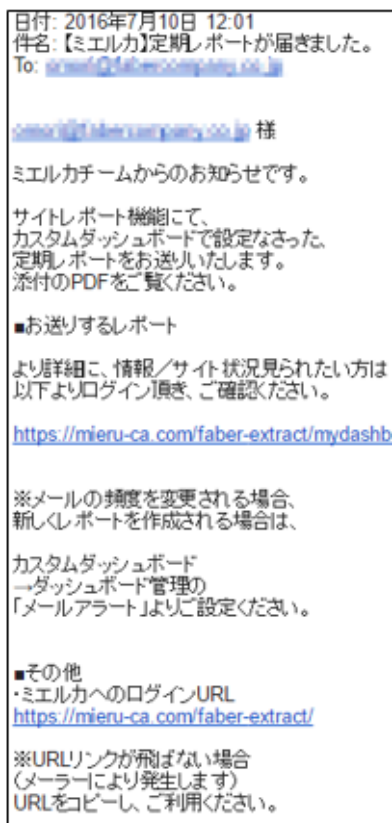 日付: 2016年7月10日 12:01
件名:【ミエルカ】定期レポートが届きました。
To:
様
ミエルカチームからのお知らせです。
サイトレポート機能にて、
カスタムダッシュボードで設定なさった、
定期レポートをお送りいたします。
添付のPDFをご覧ください。
■お送りするレポート
より詳細に、情報／サイト状況見られたい方は
以下よりログイン頂き、ご確認ください。
https://mieru-ca.com/faber-extract/mydashb
※メールの頻度を変更される場合、
新しくレポートを作成される場合は、
カスタムダッシュボード
→ダッシュボード管理の
「メールアラート」よりご設定ください。
■その他
・ミエルカへのログインURL
https://mieru-ca.com/faber-extract/
※URLリンクが飛ばない場合
（メーラーにより発生します）
URLをコピーし、ご利用ください。